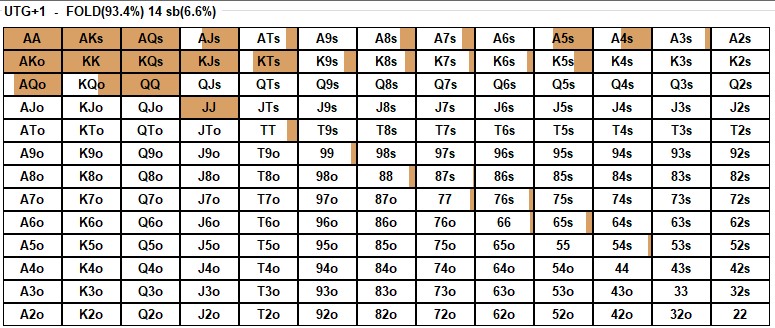 UTG+1 - FOLD(93.4%) 14 sb(6.6%)
AA AKs AQs AJs ATs A9s A8s A7s A6s A5s A4s A3s A2s
AKo KK KQs KJs KTs K9s K8s K7s K6s K5s K4s K3s K2s
AQo KQo QQ QJs QTs Q9s Q8s Q7s Q6s Q5s Q4s Q3s Q2s
AJo KJo QJo JJ JTs J9s J8s J7s J6s J5s J4s J3s J2s
ATo KTo QTo JTo TT T9s T8s T7s T6s T5s T4s T3s T2s
A9o K9o Q9o J9o T9o 99 98s 97s 96s 95s 94s 93s 92s
A8o K8o Q8o J8o T8o 98o 88 87s 86s 85s 84s 83s 82s
A7o K7o Q7o J7o T7o 97o 87o 77 76s 75s 74s 73s 72s
A6o K6o Q6o J6o T6o 96o 86o 76o 66 65s 64s 63s 62s
A5o K5o Q5o J5o T5o 95o 85o 75o 65o 55 54s 53s 52s
A4o K4o Q4o J4o T4o 94o 84o 74o 64o 54o 44 43s 42s
A3o K3o Q3o J3o T3o 93o 83o 73o 63o 53o 43o 33 32s
A2o K2o Q2o J2o T2o 92o 82o 72o 62o 52o 42o 32o 22